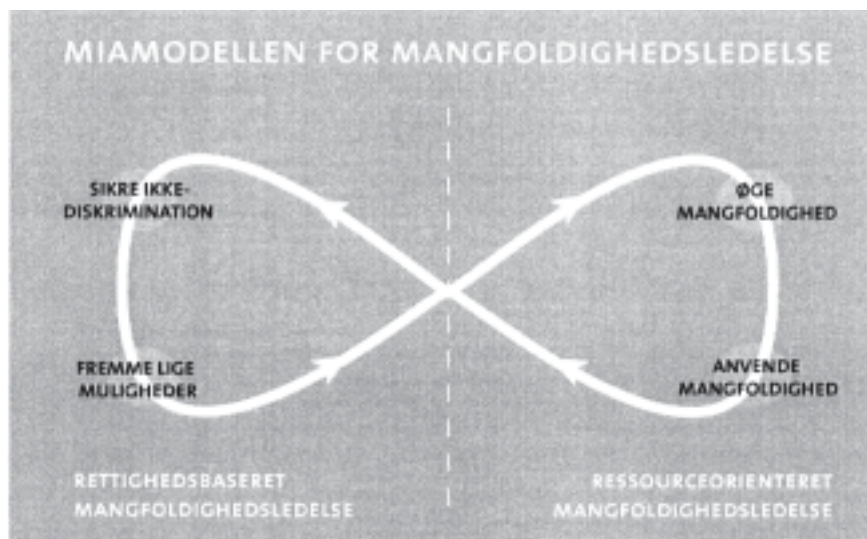 MIAMODELLEN FOR MANGFOLDIGHEDSLEDELSE
SIKRE IKKE-
DISKRIMINATION
ØGE
MANGFOLDIGHED
FREMME LIGE
MULIGHEDER
ANVENDE
MANGFOLDIGHED
RETTIGHEDSBASERET
MANGFOLDIGHEDSLEDELSE
RESSOURCEORIENTERET
MANGFOLDIGHEDSLEDELSE